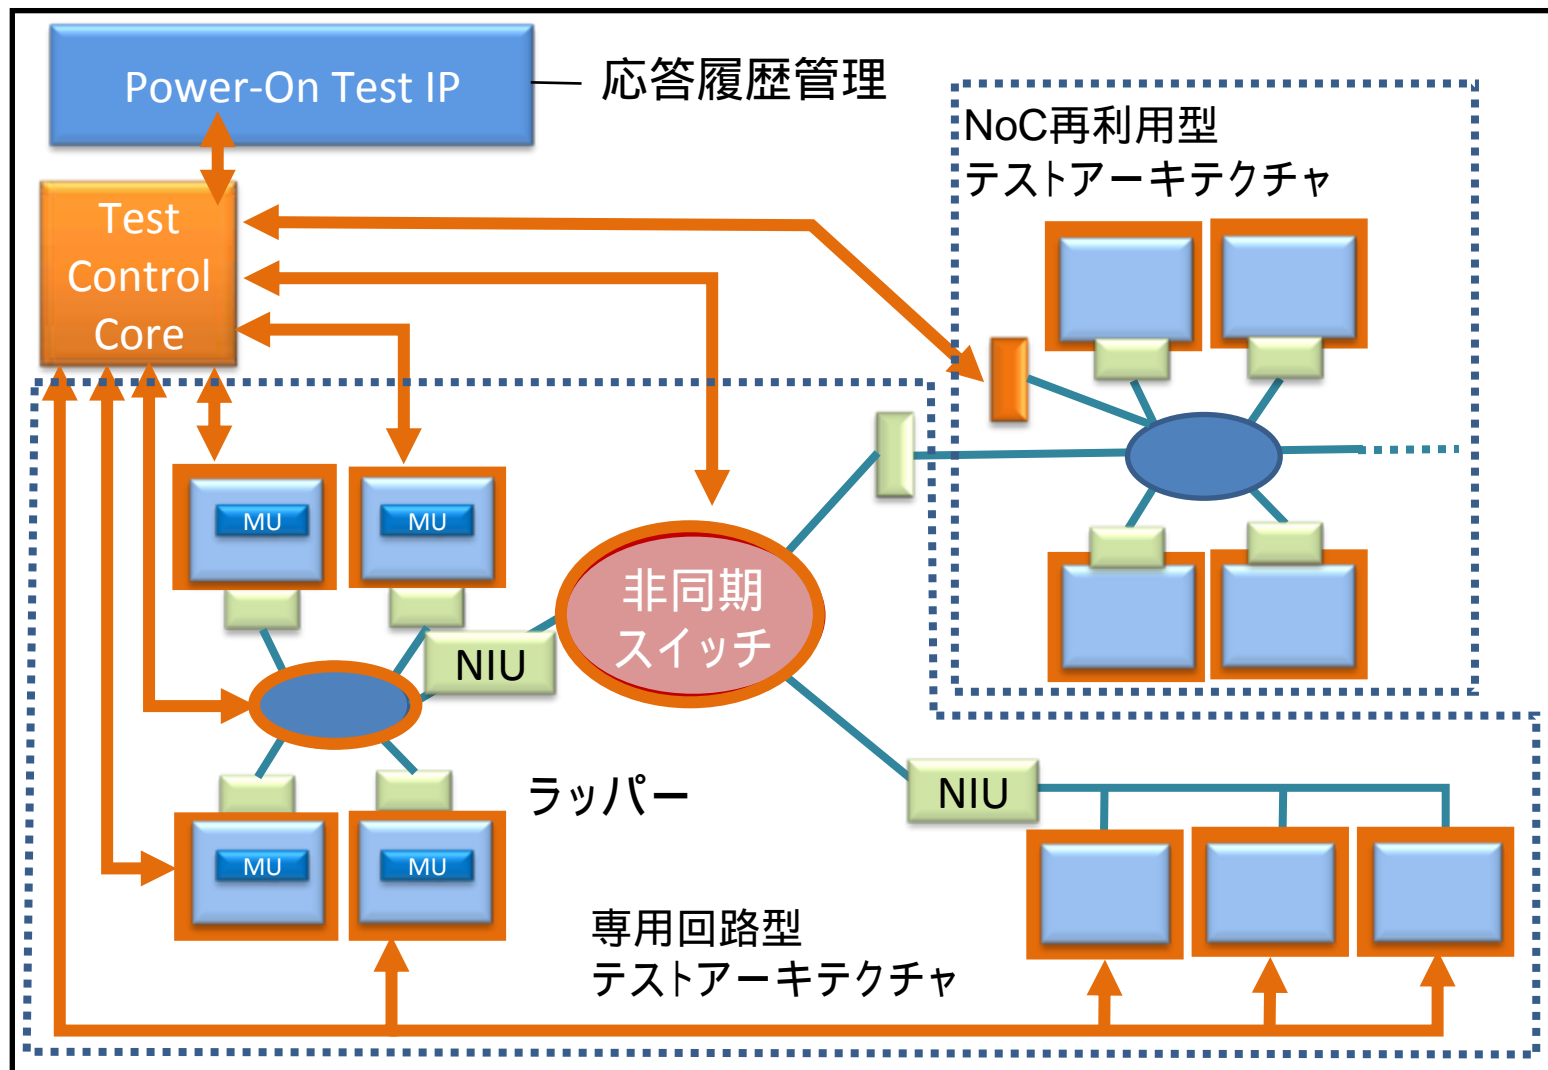 Power-On Test IP
応答履歴管理
NoC再利用型
テストアーキテクチャ
Test
Control
Core
MU
MU
非同期
スイッチ
NIU
ラッパー
NIU
MU
MU
専用回路型
テストアーキテクチャ